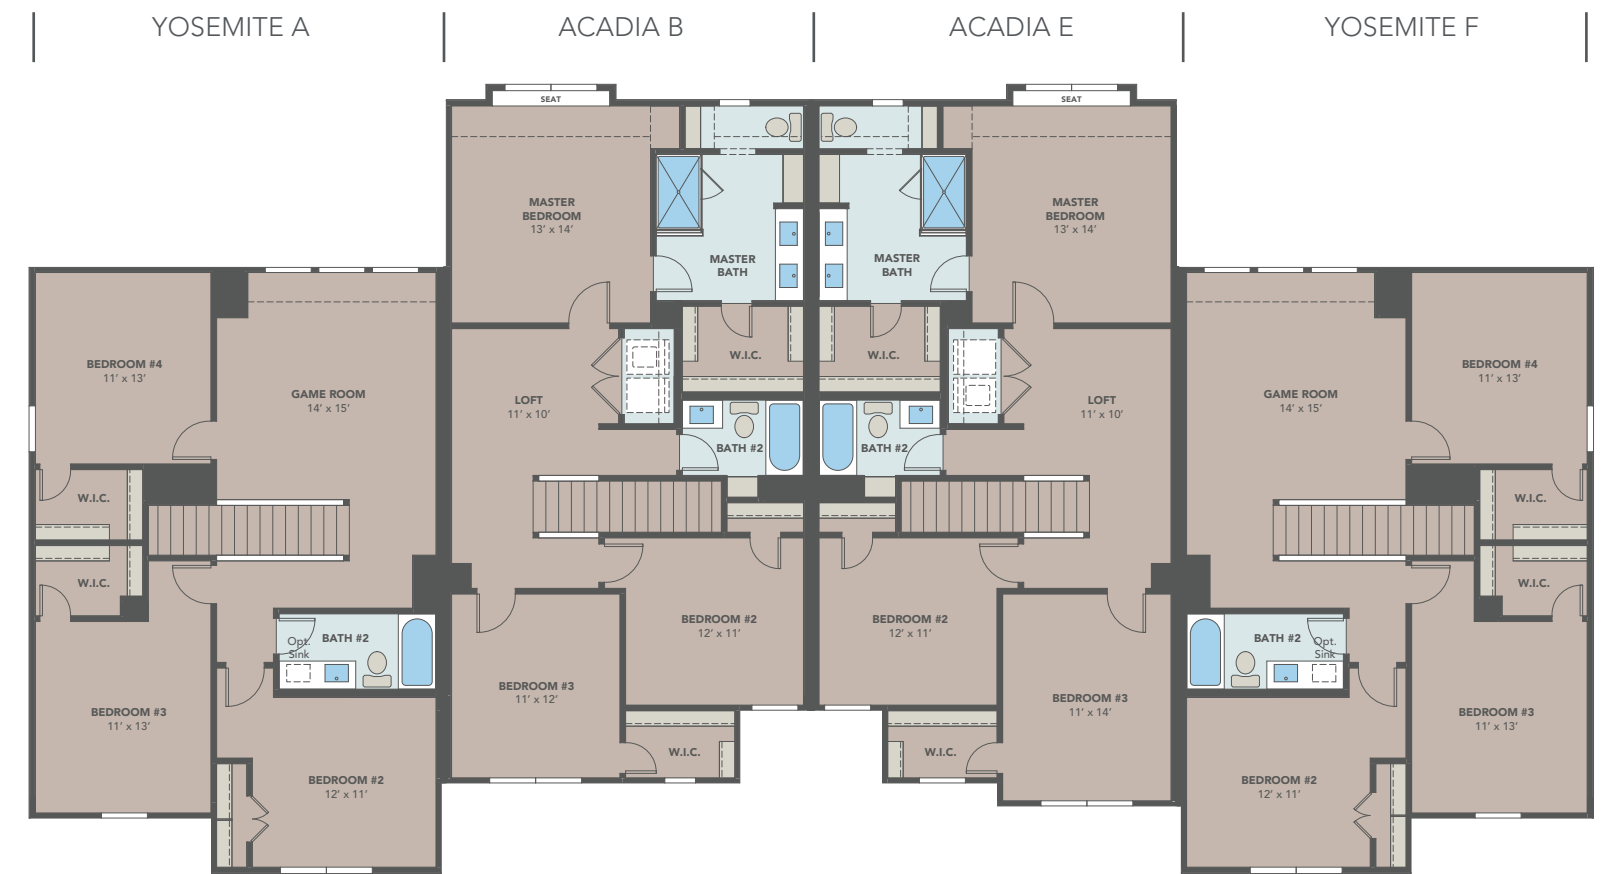 YOSEMITE A
ACADIA B
ACADIA E
YOSEMITE F
BEDROOM #4
11' x 13'
GAME ROOM
14' x 15'
W.I.C.
W.I.C.
BEDROOM #3
11' x 13'
Opt.
Sink
BATH #2
BEDROOM #2
12' x 11'
SEAT
MASTER
BEDROOM
13' x 14'
MASTER
BATH
W.I.C.
LOFT
11' x 10'
BATH #2
BEDROOM #2
12' x 11'
BEDROOM #3
11' x 12'
W.I.C.
SEAT
MASTER
BEDROOM
13' x 14'
MASTER
BATH
W.I.C.
LOFT
11' x 10'
BATH #2
BEDROOM #2
12' x 11'
BEDROOM #3
11' x 14'
W.I.C.
GAME ROOM
14' x 15'
BEDROOM #4
11' x 13'
W.I.C.
W.I.C.
BATH #2
Opt.
Sink
BEDROOM #3
11' x 13'
BEDROOM #2
12' x 11'